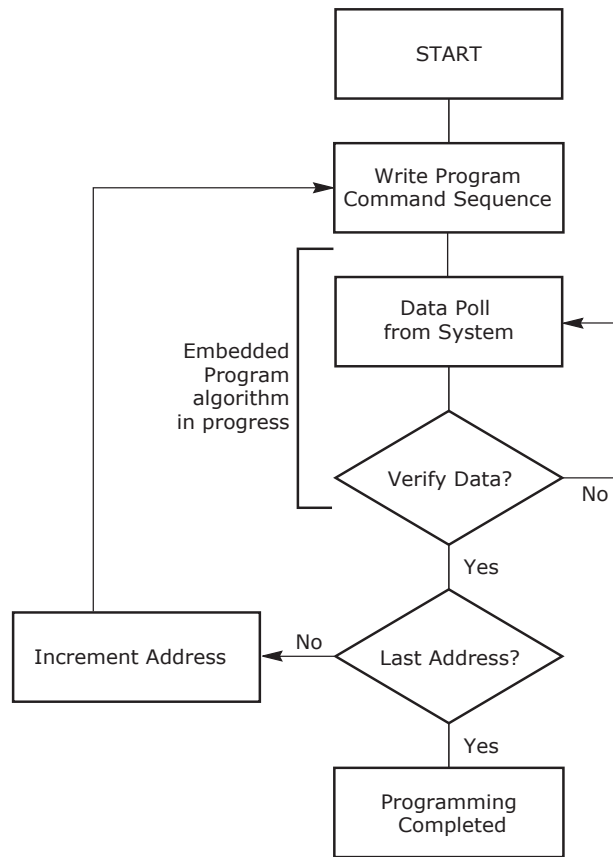 START
Write Program
Command Sequence
Data Poll
from System
Embedded
Program
algorithm
in progress
Verify Data?
No
Yes
Increment Address
No
Last Address?
Yes
Programming
Completed